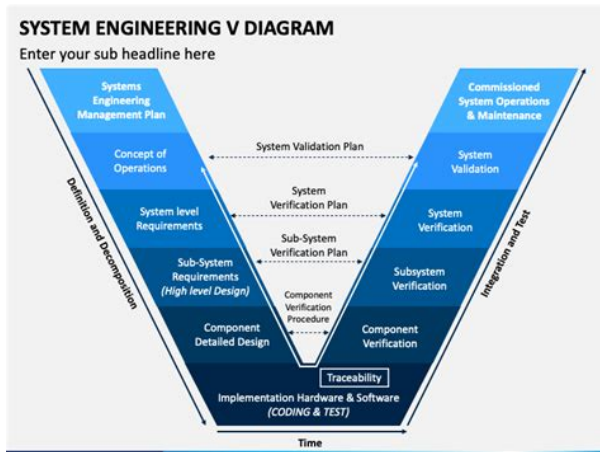 SYSTEM ENGINEERING V DIAGRAM
Enter your sub headline here
Systems
Engineering
Management Plan
Commissioned
System Operations
& Maintenance
Concept of
Operations
System Validation Plan
System
Validation
System level
Requirements
System
Verification Plan
System
Verification
Sub-System
Requirements
(High level Design)
Sub-System
Verification Plan
Subsystem
Verification
Component
Detailed Design
Component
Verification
Procedure
Component
Verification
Definition and Decomposition
Integration and Test
Traceability
Implementation Hardware & Software
(CODING & TEST)
Time